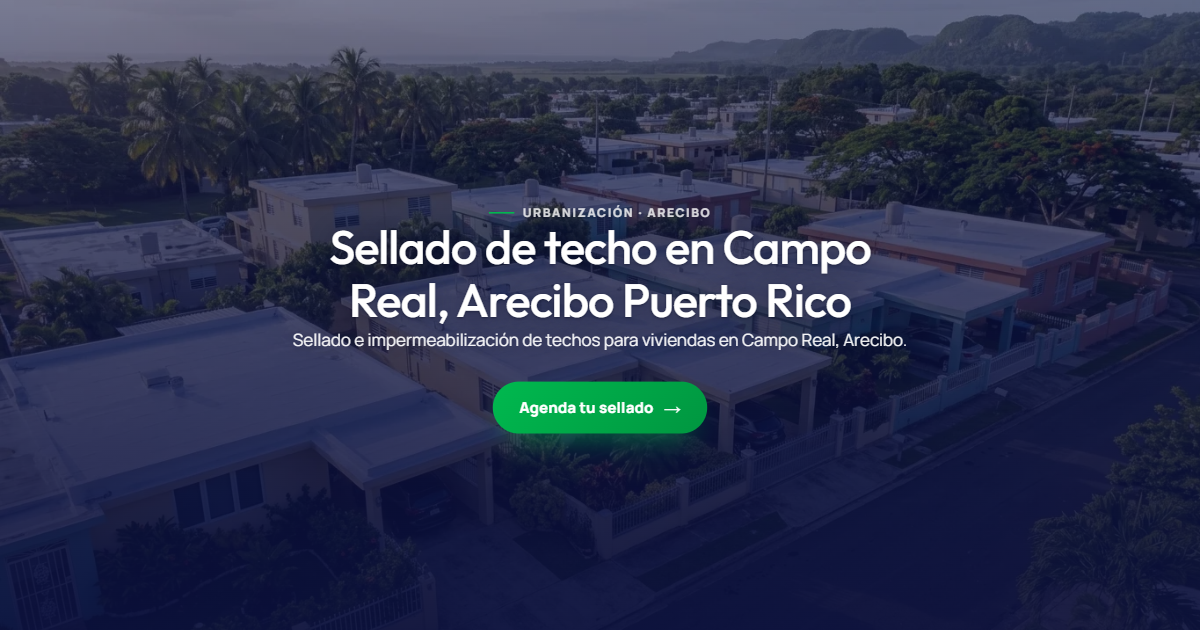 URBANIZACIÓN · ARECIBO
Sellado de techo en Campo
Real, Arecibo Puerto Rico
Sellado e impermeabilización de techos para viviendas en Campo Real, Arecibo.
Agenda tu sellado →